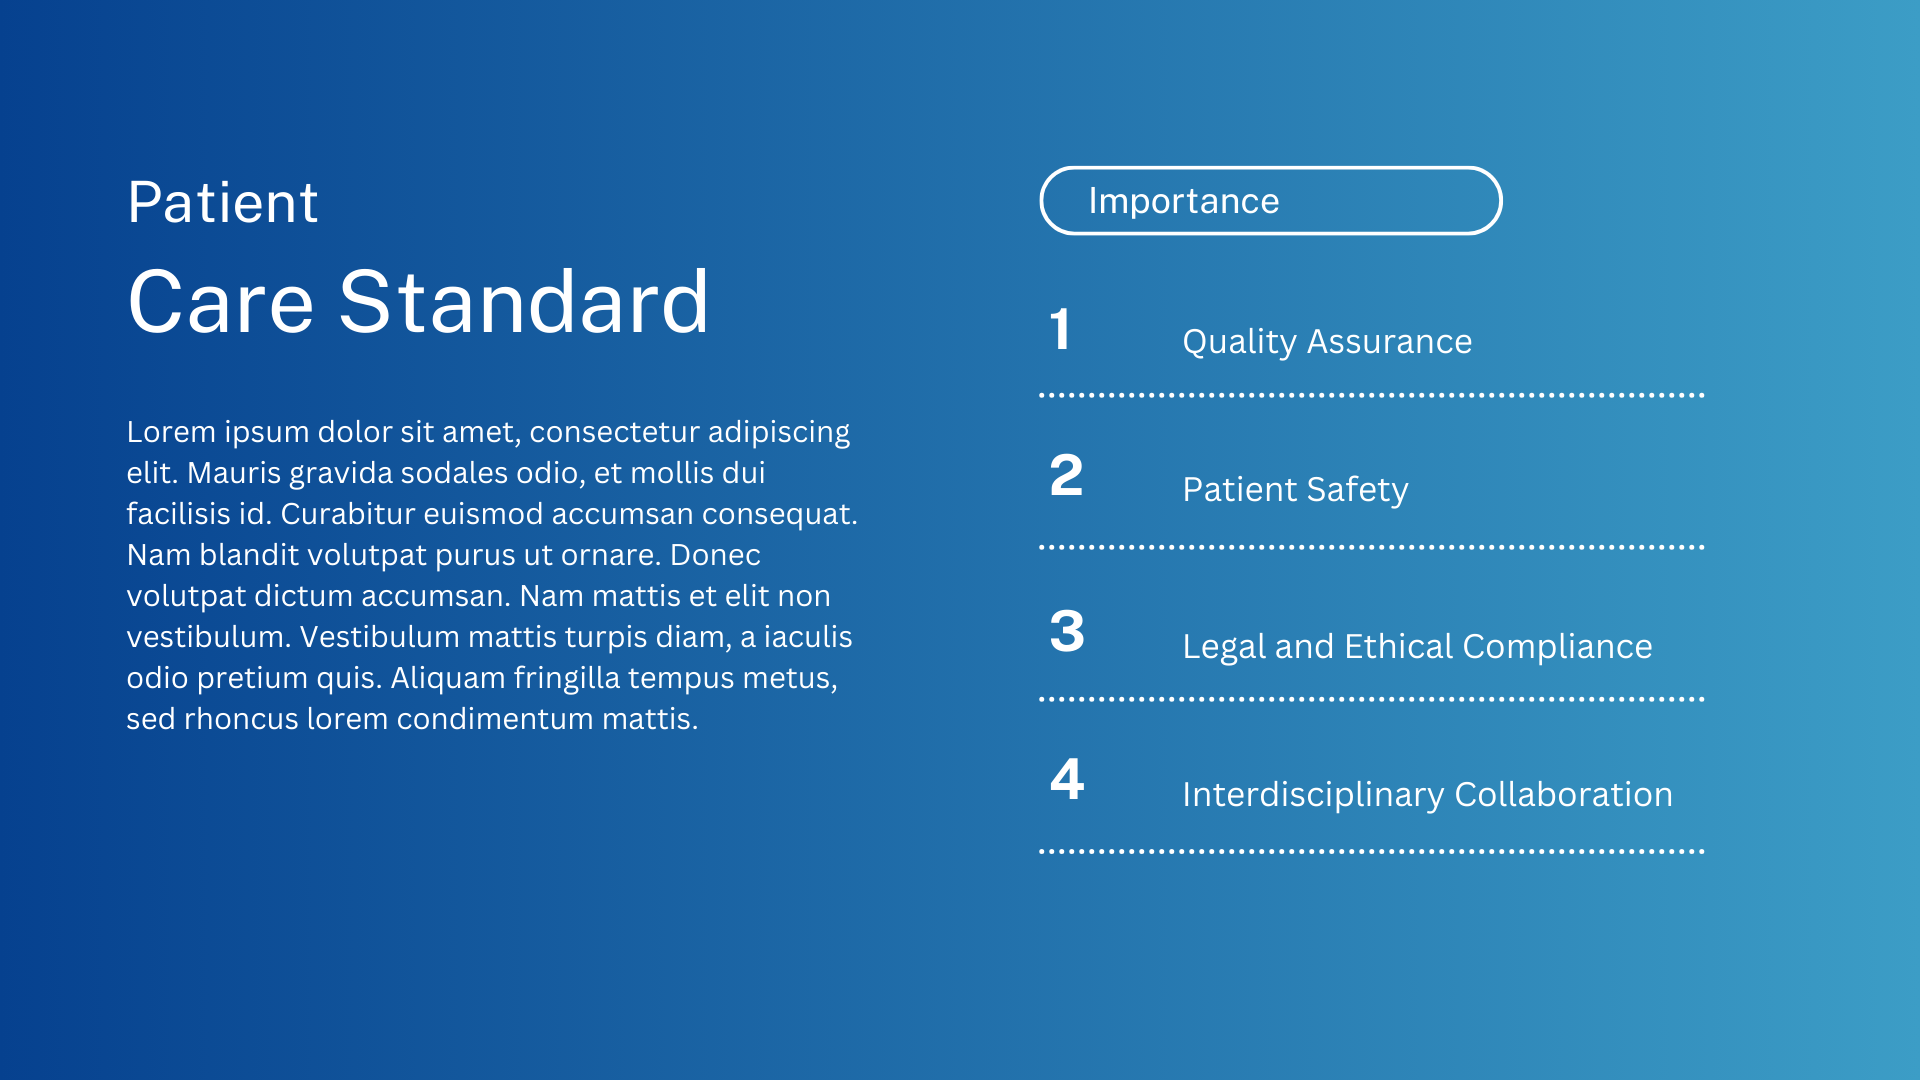 Patient
Care Standard
Lorem ipsum dolor sit amet, consectetur adipiscing
elit. Mauris gravida sodales odio, et mollis dui
facilisis id. Curabitur euismod accumsan consequat.
Nam blandit volutpat purus ut ornare. Donec
volutpat dictum accumsan. Nam mattis et elit non
vestibulum. Vestibulum mattis turpis diam, a iaculis
odio pretium quis. Aliquam fringilla tempus metus,
sed rhoncus lorem condimentum mattis.
Importance
1 Quality Assurance
2 Patient Safety
3 Legal and Ethical Compliance
4 Interdisciplinary Collaboration